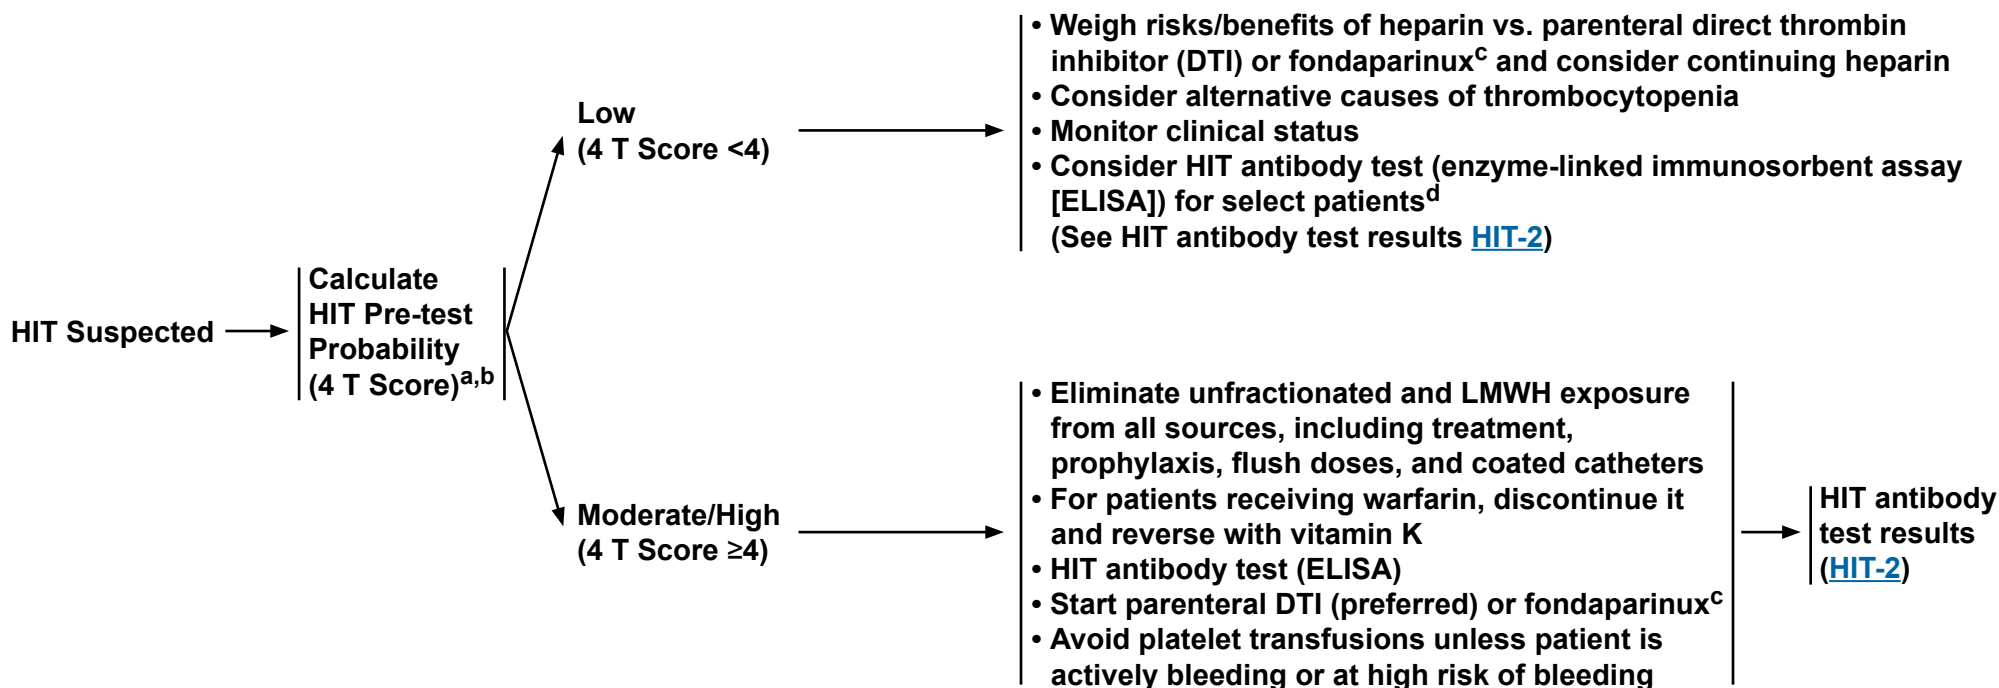 HIT Suspected
Calculate
HIT Pre-test
Probability
(4 T Score)a,b
Low
(4 T Score <4)
• Weigh risks/benefits of heparin vs. parenteral direct thrombin
inhibitor (DTI) or fondaparinuxc and consider continuing heparin
• Consider alternative causes of thrombocytopenia
• Monitor clinical status
• Consider HIT antibody test (enzyme-linked immunosorbent assay
[ELISA]) for select patientsd
(See HIT antibody test results HIT-2)
Moderate/High
(4 T Score ≥4)
• Eliminate unfractionated and LMWH exposure
from all sources, including treatment,
prophylaxis, flush doses, and coated catheters
• For patients receiving warfarin, discontinue it
and reverse with vitamin K
• HIT antibody test (ELISA)
• Start parenteral DTI (preferred) or fondaparinuxc
• Avoid platelet transfusions unless patient is
actively bleeding or at high risk of bleeding
HIT antibody
test results
(HIT-2)